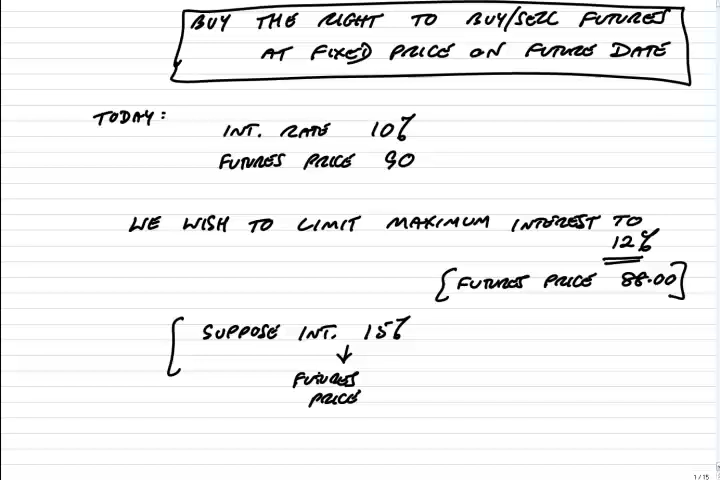 BUY THE RIGHT TO BUY/SELL FUTURES
AT FIXED PRICE ON FUTURE DATE
TODAY:
INT. RATE 10%
FUTURES PRICE 90
WE WISH TO LIMIT MAXIMUM INTEREST TO
12%
[FUTURES PRICE 88.00]
[SUPPOSE INT. 15%
↓
FUTURES
PRICE
1 / 15